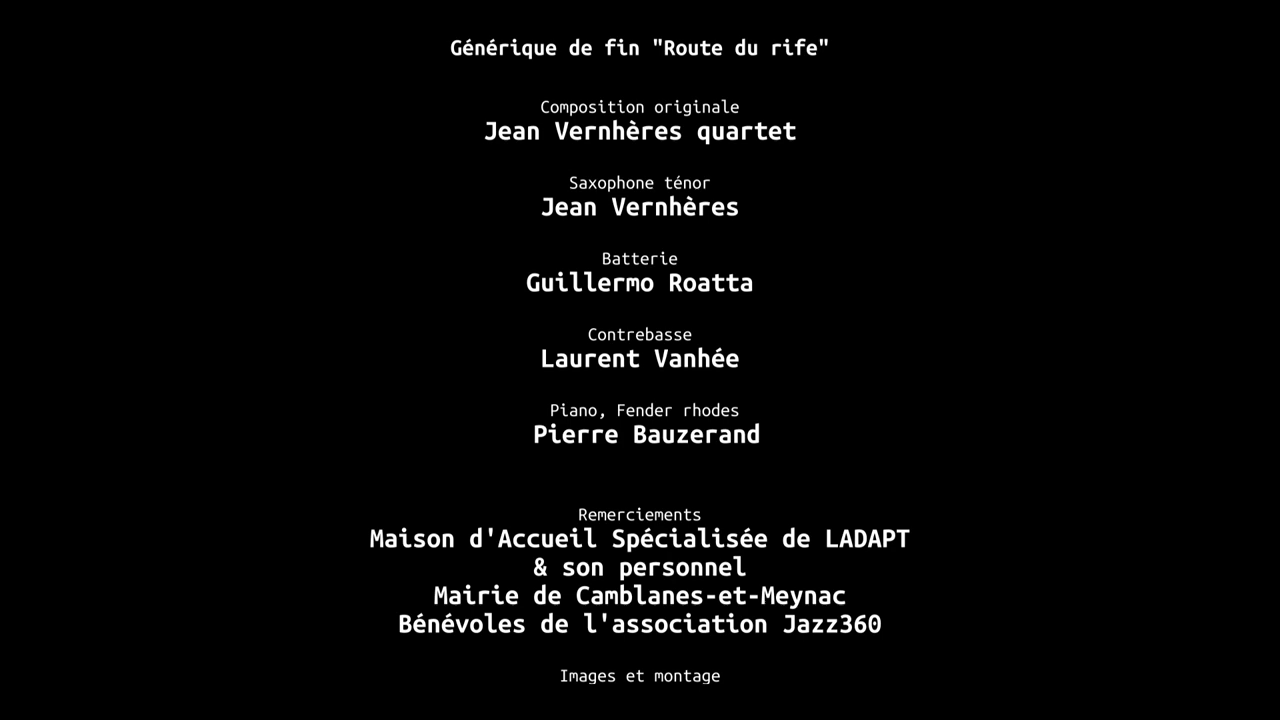 Générique de fin "Route du rife"
Composition originale
Jean Vernhères quartet
Saxophone ténor
Jean Vernhères
Batterie
Guillermo Roatta
Contrebasse
Laurent Vanhée
Piano, Fender rhodes
Pierre Bauzerand
Remerciements
Maison d'Accueil Spécialisée de LADAPT
& son personnel
Mairie de Camblanes-et-Meynac
Bénévoles de l'association Jazz360
Images et montage